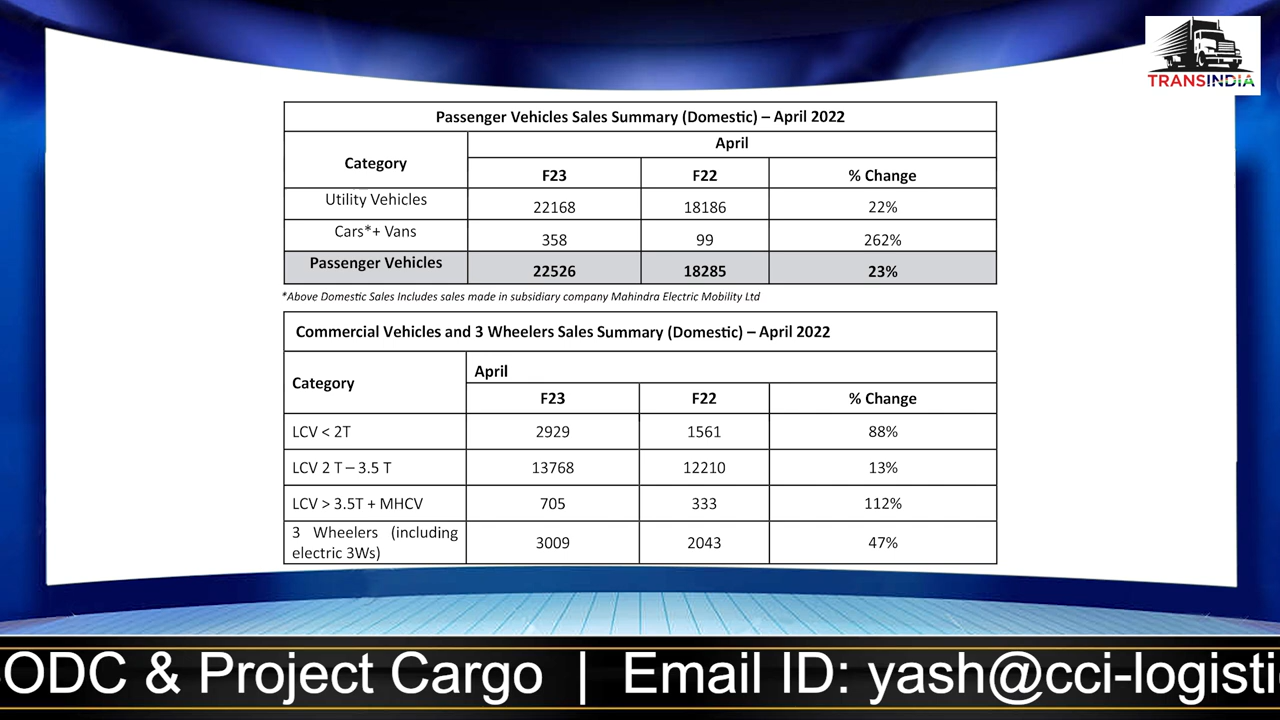 TRANSINDIA
Passenger Vehicles Sales Summary (Domestic) – April 2022
Category
April
F23 F22 % Change
Utility Vehicles 22168 18186 22%
Cars*+ Vans 358 99 262%
Passenger Vehicles 22526 18285 23%
*Above Domestic Sales Includes sales made in subsidiary company Mahindra Electric Mobility Ltd
Commercial Vehicles and 3 Wheelers Sales Summary (Domestic) – April 2022
Category
April
F23 F22 % Change
LCV < 2T 2929 1561 88%
LCV 2 T – 3.5 T 13768 12210 13%
LCV > 3.5T + MHCV 705 333 112%
3 Wheelers (including
electric 3Ws) 3009 2043 47%
ODC & Project Cargo | Email ID: yash@cci-logisti